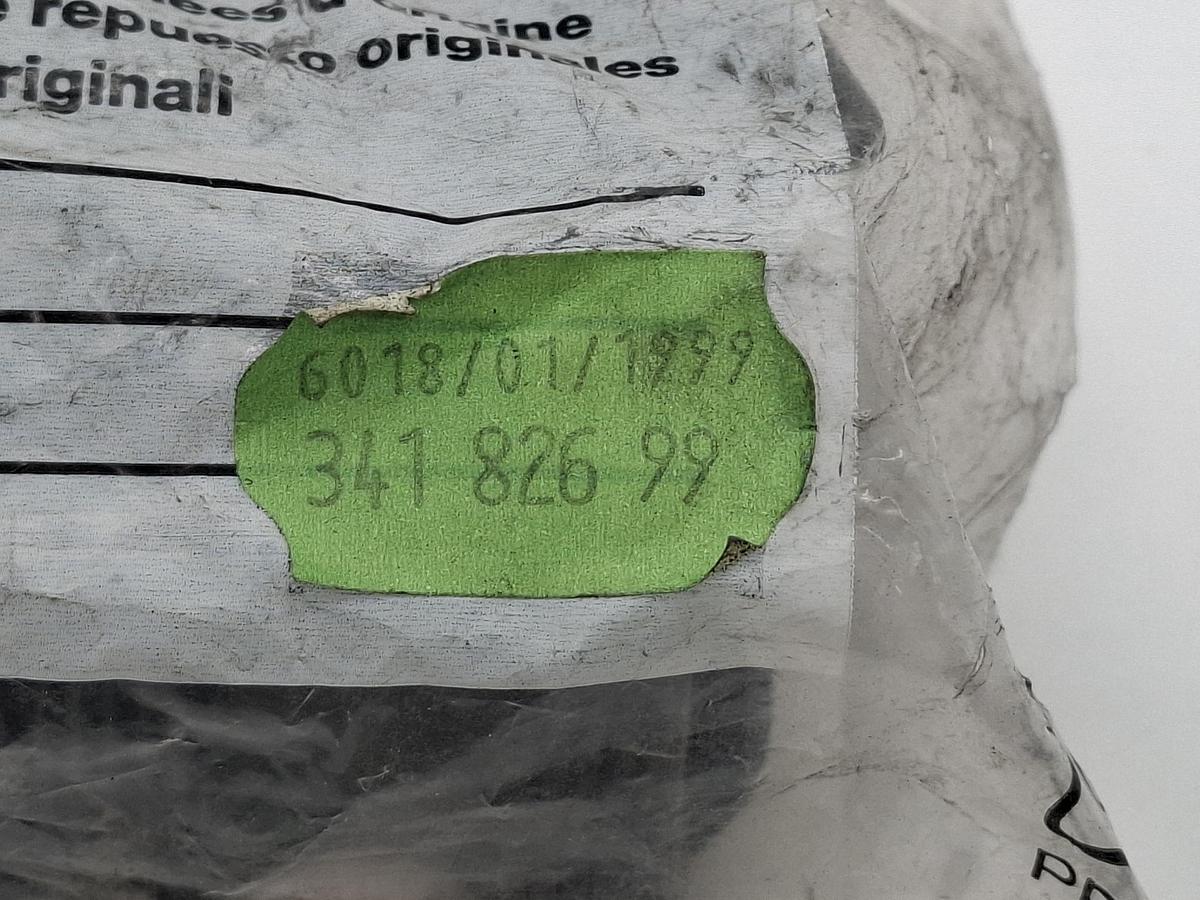 repuesto originales
riginali
6018/01/1999
341 826 99